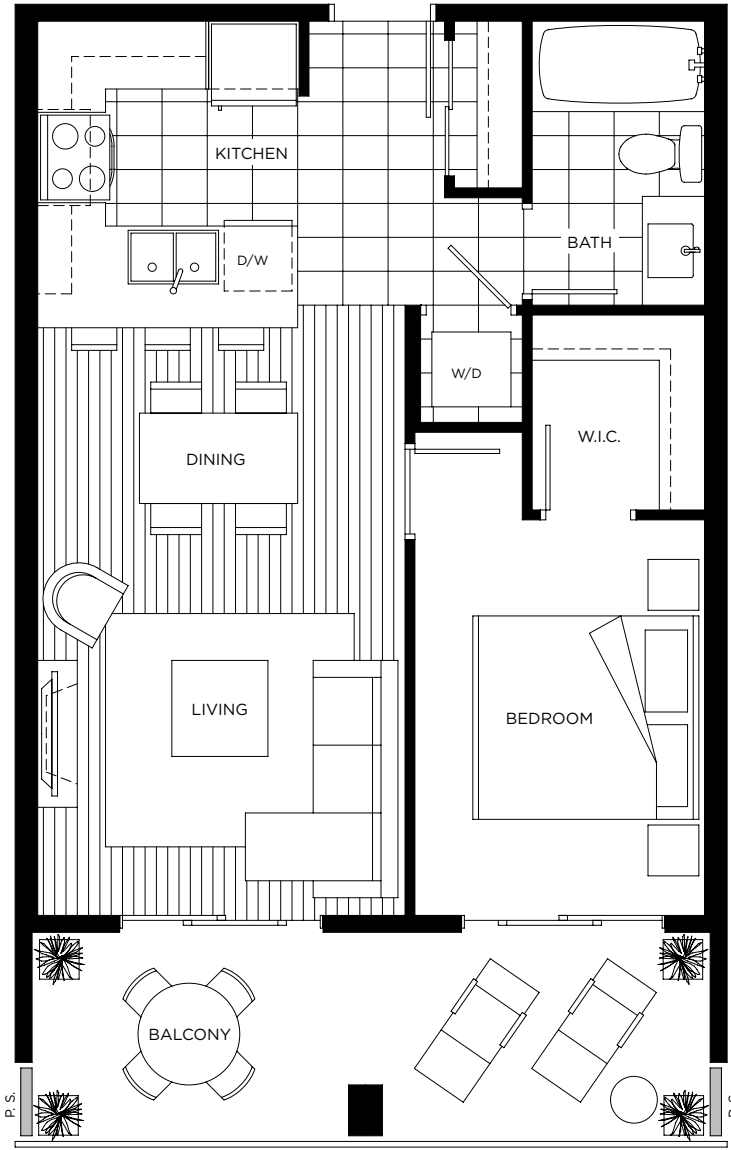 KITCHEN
D/W
BATH
W/D
W.I.C.
DINING
LIVING
BEDROOM
BALCONY
P. S.